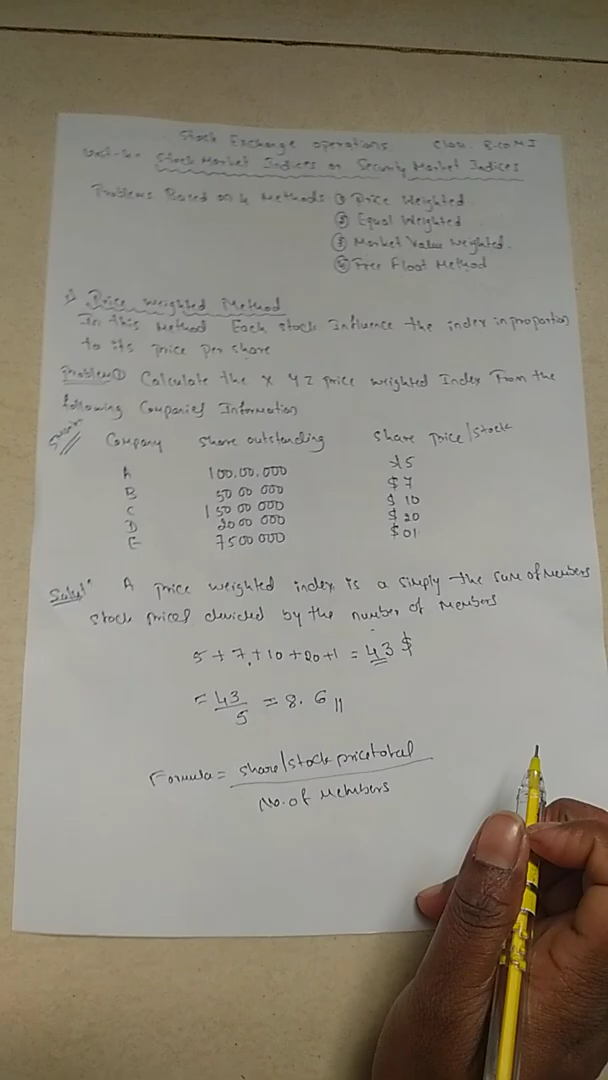 Stock Exchange operations Class. B.COM I
Unit-4:- Stock Market Indices or Security Market Indices
Problems Based on 4 Methods ① Price Weighted
② Equal Weighted
③ Market Value Weighted.
④ Free Float Method
1) Price weighted Method
In this Method Each stock Influence the index in proportion
to its price per share
Problem① Calculate the X Y Z price weighted Index From the
following Companies Information
Company Share outstanding Share price/stock
A 100,00,000 $5
B 50 00 000 $ 7
C 1 50 00 000 $ 10
D 20 00 000 $ 20
E 75 00 000 $ 01
Solu:- A price weighted index is a simply the sum of Members
stock prices devided by the number of Members
5 + 7 + 10 + 20 + 1 = 43 $
= 43/5 = 8.6
Formula = share/stock price total
No. of Members